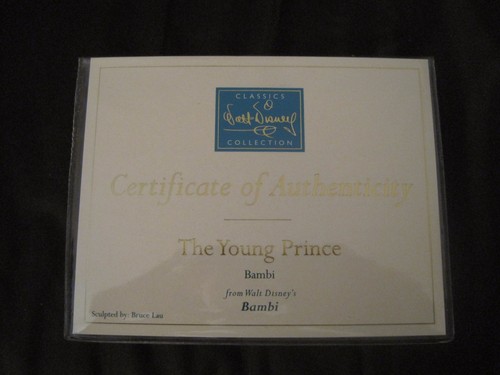 CLASSICS
Walt Disney
COLLECTION
Certificate of Authenticity
The Young Prince
Bambi
from Walt Disney's
Bambi
Sculpted by: Bruce Lau